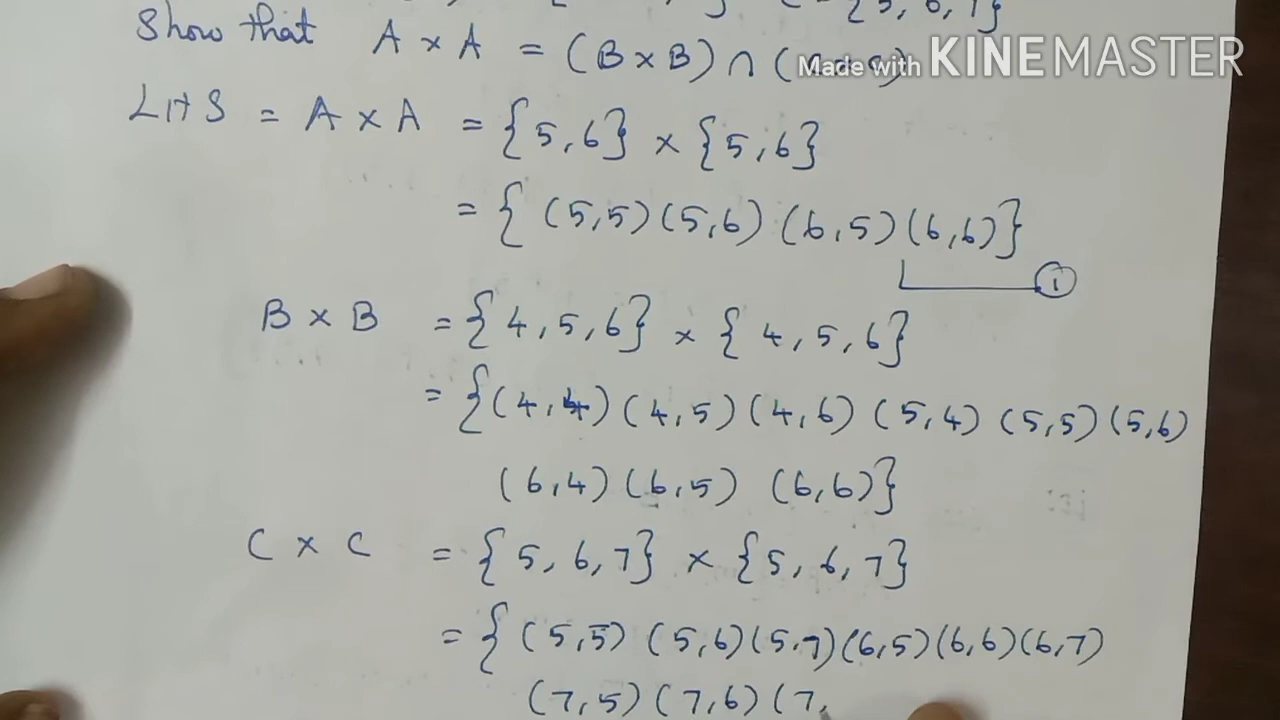 {5, 6, 7}
Show that A × A = (B × B) ∩ (
Made with KINEMASTER
LHS = A × A = {5,6} × {5,6}
= { (5,5) (5,6) (6,5) (6,6)}
1
B × B = {4,5,6} × {4,5,6}
= {(4,4) (4,5) (4,6) (5,4) (5,5) (5,6)
(6,4) (6,5) (6,6)}
C × C = {5,6,7} × {5,6,7}
= { (5,5) (5,6) (5,7) (6,5) (6,6) (6,7)
(7,5) (7,6) (7,